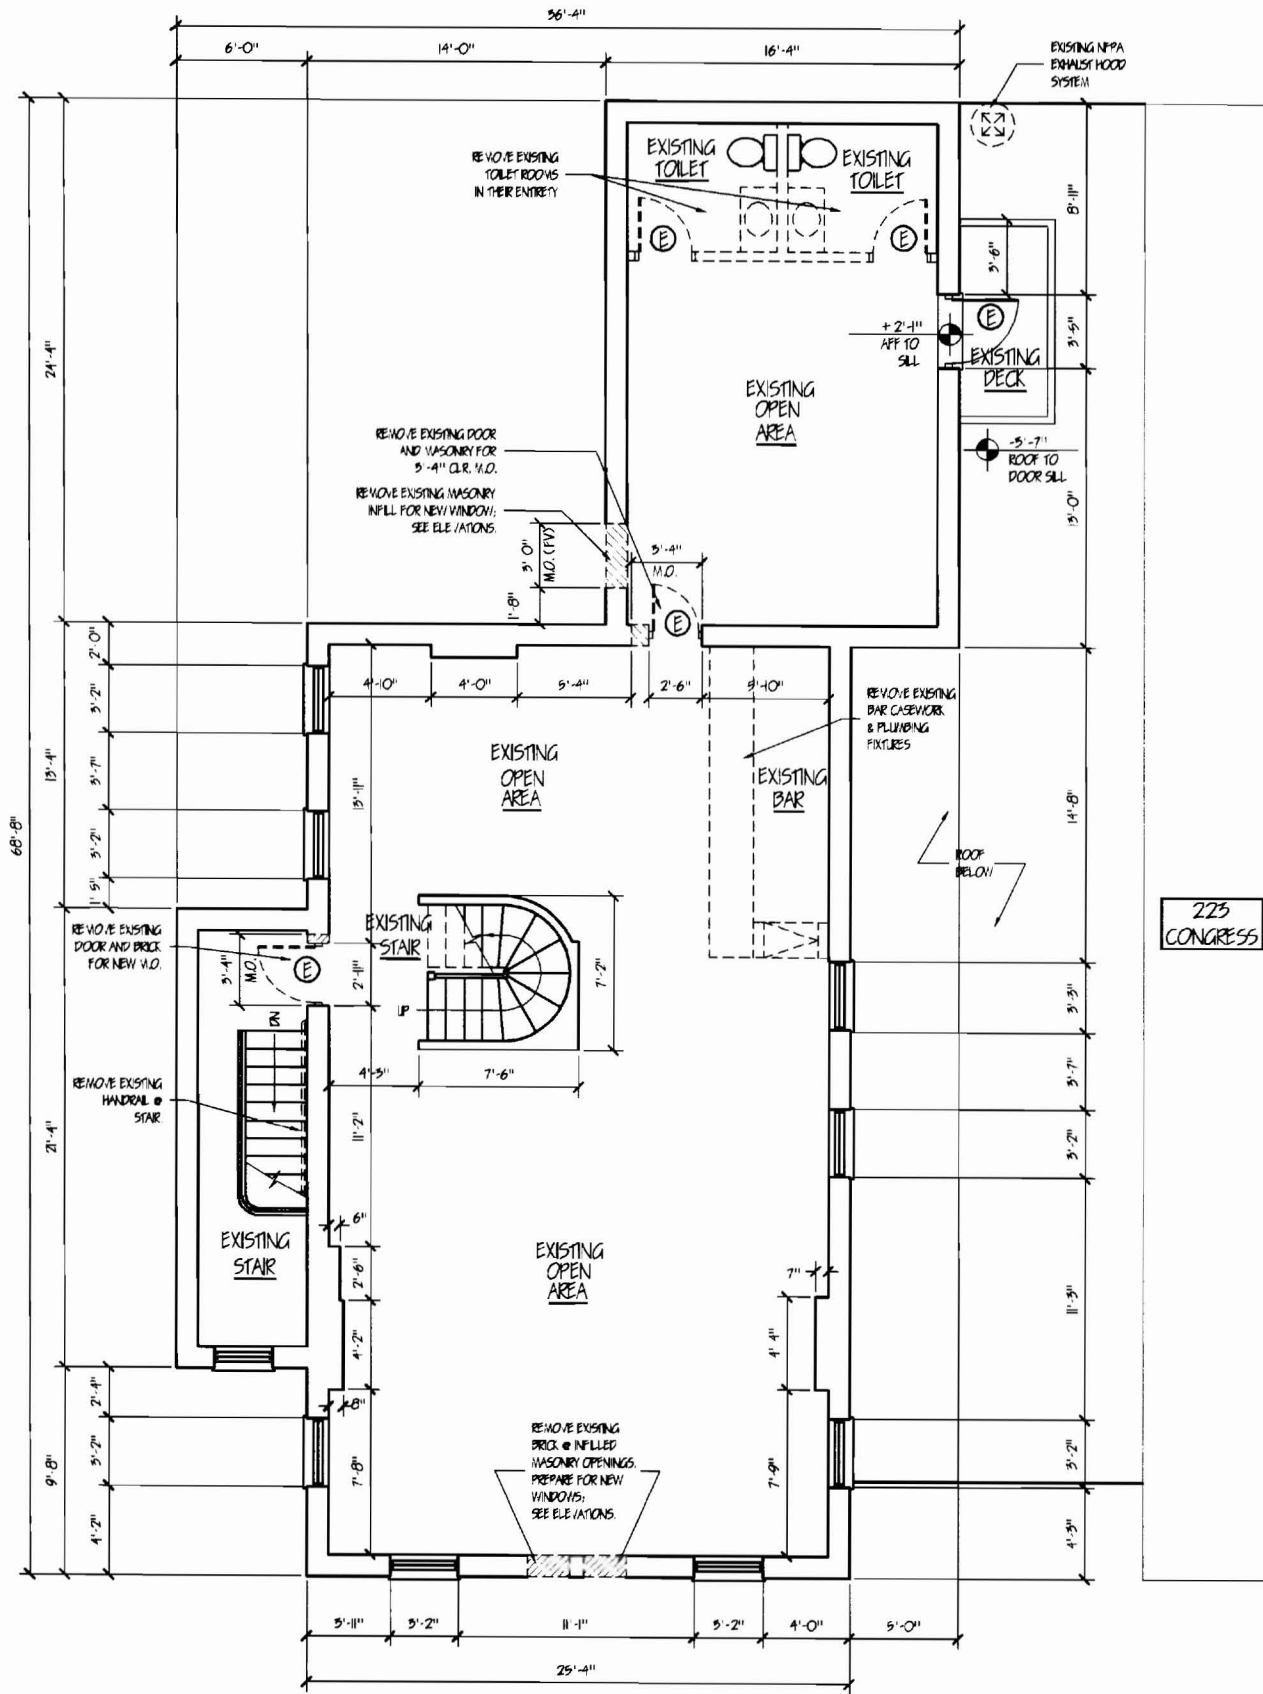 36'-4"
6'-0"
14'-0"
16'-4"
EXISTING NFPA
EXHAUST HOOD
SYSTEM
EXISTING
TOILET
EXISTING
TOILET
REMOVE EXISTING
TOILET ROOMS
IN THEIR ENTIRETY
E
E
8'-11"
3'-6"
24'-4"
+ 2'-1"
AFF TO
SILL
E
3'-5"
EXISTING
DECK
EXISTING
OPEN
AREA
REMOVE EXISTING DOOR
AND MASONRY FOR
3'-4" CLR. M.O.
-3'-7"
ROOF TO
DOOR SILL
REMOVE EXISTING MASONRY
INFILL FOR NEW WINDOW;
SEE ELEVATIONS.
13'-0"
3' 0"
M.O. (FV)
3'-4"
M.O.
1'-8"
E
2'-0"
4'-10"
4'-0"
5'-4"
2'-6"
5'-10"
3'-2"
REMOVE EXISTING
BAR CASEWORK
& PLUMBING
FIXTURES
13'-4"
3'-7"
EXISTING
OPEN
AREA
13'-11"
EXISTING
BAR
14'-8"
68'-8"
3'-2"
ROOF
BELOW
1' 5"
REMOVE EXISTING
DOOR AND BRICK
FOR NEW M.O.
EXISTING
STAIR
223
CONGRESS
3'-4"
M.O.
E
2'-11"
7'-2"
3'-3"
UP
DN
3'-7"
4'-3"
7'-6"
REMOVE EXISTING
HANDRAIL @
STAIR
21'-4"
11'-2"
3'-2"
6"
EXISTING
STAIR
EXISTING
OPEN
AREA
2'-6"
7"
11'-3"
4'-2"
4' 4"
2'-4"
8"
REMOVE EXISTING
BRICK @ INFILLED
MASONRY OPENINGS.
PREPARE FOR NEW
WINDOWS;
SEE ELEVATIONS.
9'-8"
3'-2"
7'-8"
7'-9"
3'-2"
4'-2"
4'-3"
3'-11"
3'-2"
11'-1"
3'-2"
4'-0"
5'-0"
25'-4"